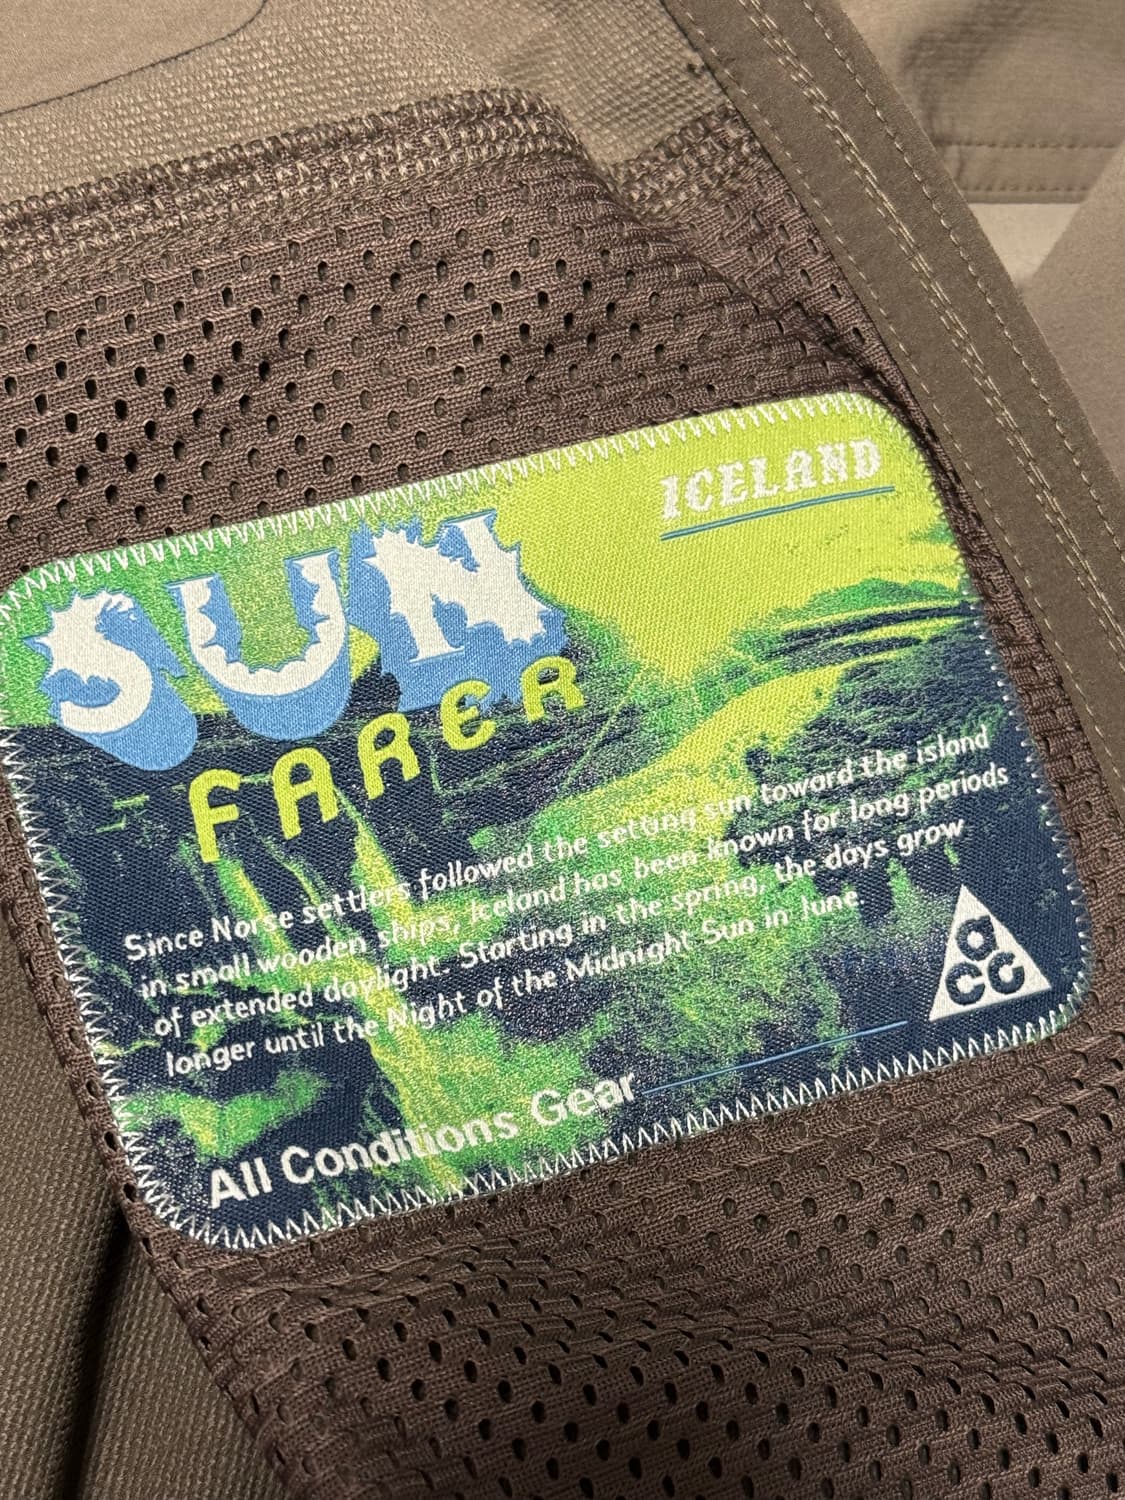 ICELAND
SUN
FARER
Since Norse settlers followed the setting sun toward the island
in small wooden ships, Iceland has been known for long periods
of extended daylight. Starting in the spring, the days grow
longer until the Night of the Midnight Sun in June
ACG
All Conditions Gear